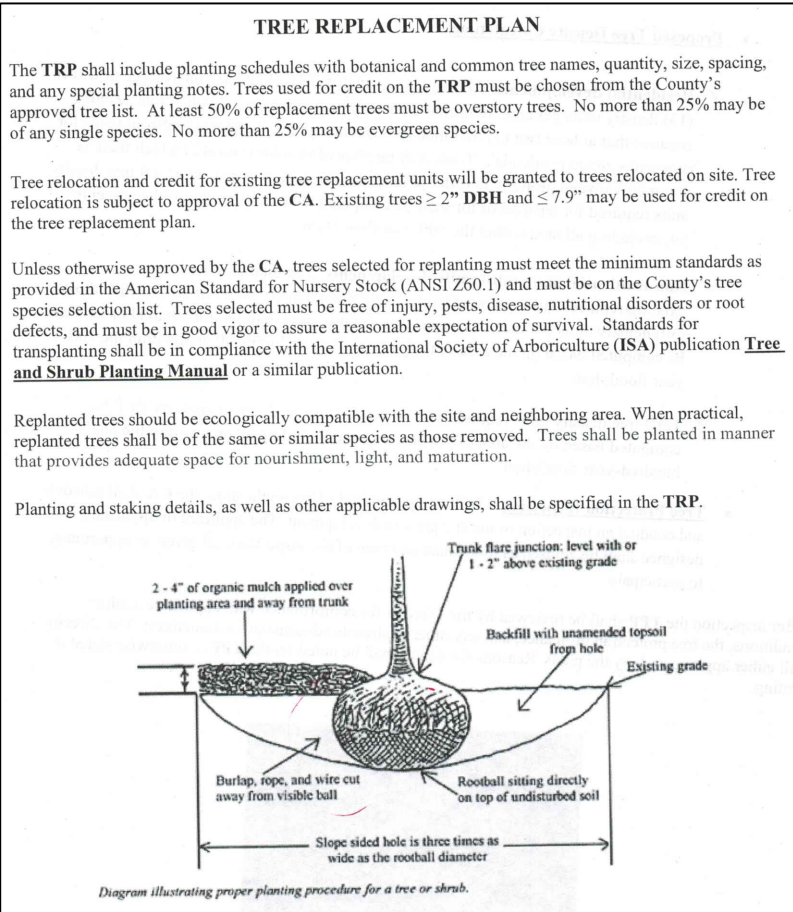 TREE REPLACEMENT PLAN
The TRP shall include planting schedules with botanical and common tree names, quantity, size, spacing,
and any special planting notes. Trees used for credit on the TRP must be chosen from the County's
approved tree list. At least 50% of replacement trees must be overstory trees. No more than 25% may be
of any single species. No more than 25% may be evergreen species.
Tree relocation and credit for existing tree replacement units will be granted to trees relocated on site. Tree
relocation is subject to approval of the CA. Existing trees ≥ 2” DBH and ≤ 7.9” may be used for credit on
the tree replacement plan.
Unless otherwise approved by the CA, trees selected for replanting must meet the minimum standards as
provided in the American Standard for Nursery Stock (ANSI Z60.1) and must be on the County's tree
species selection list. Trees selected must be free of injury, pests, disease, nutritional disorders or root
defects, and must be in good vigor to assure a reasonable expectation of survival. Standards for
transplanting shall be in compliance with the International Society of Arboriculture (ISA) publication Tree
and Shrub Planting Manual or a similar publication.
Replanted trees should be ecologically compatible with the site and neighboring area. When practical,
replanted trees shall be of the same or similar species as those removed. Trees shall be planted in manner
that provides adequate space for nourishment, light, and maturation.
Planting and staking details, as well as other applicable drawings, shall be specified in the TRP.
Trunk flare junction: level with or
1 - 2" above existing grade
2 - 4" of organic mulch applied over
planting area and away from trunk
Backfill with unamended topsoil
from hole
Existing grade
Burlap, rope, and wire cut
away from visible ball
Rootball sitting directly
on top of undisturbed soil
Slope sided hole is three times as
wide as the rootball diameter
Diagram illustrating proper planting procedure for a tree or shrub.